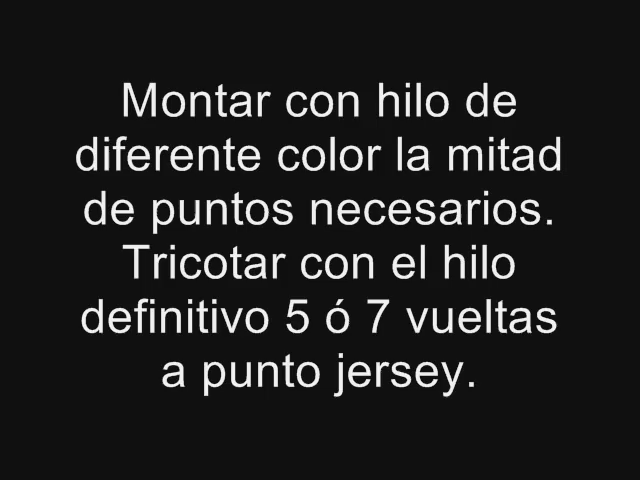 Montar con hilo de
diferente color la mitad
de puntos necesarios.
Tricotar con el hilo
definitivo 5 ó 7 vueltas
a punto jersey.